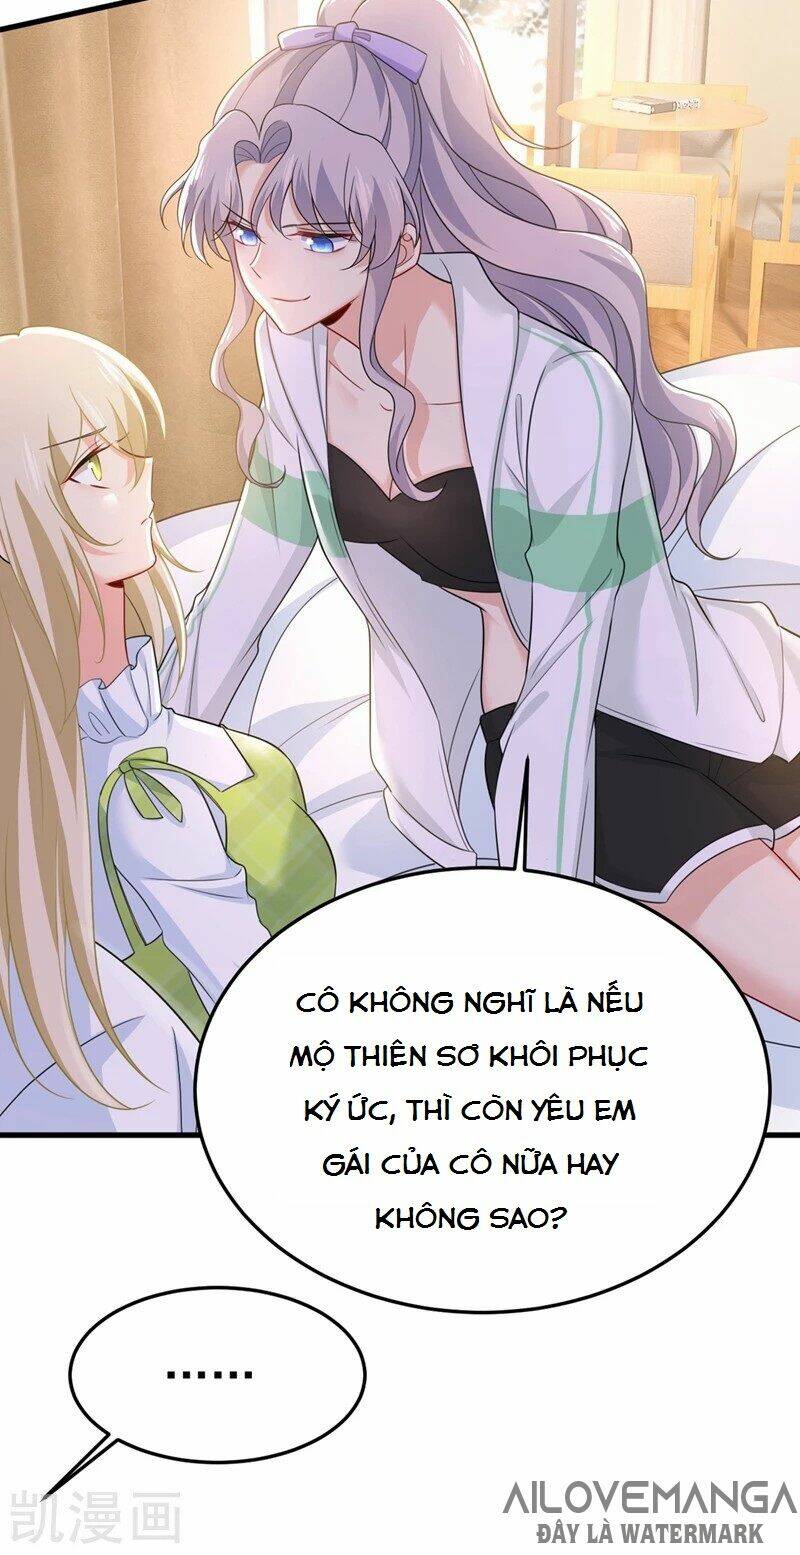 CÔ KHÔNG NGHĨ LÀ NẾU
MỘ THIÊN SƠ KHÔI PHỤC
KÝ ỨC, THÌ CÒN YÊU EM
GÁI CỦA CÔ NỮA HAY
KHÔNG SAO?
......
凯漫画
AILOVEMANGA
ĐÂY LÀ WATERMARK